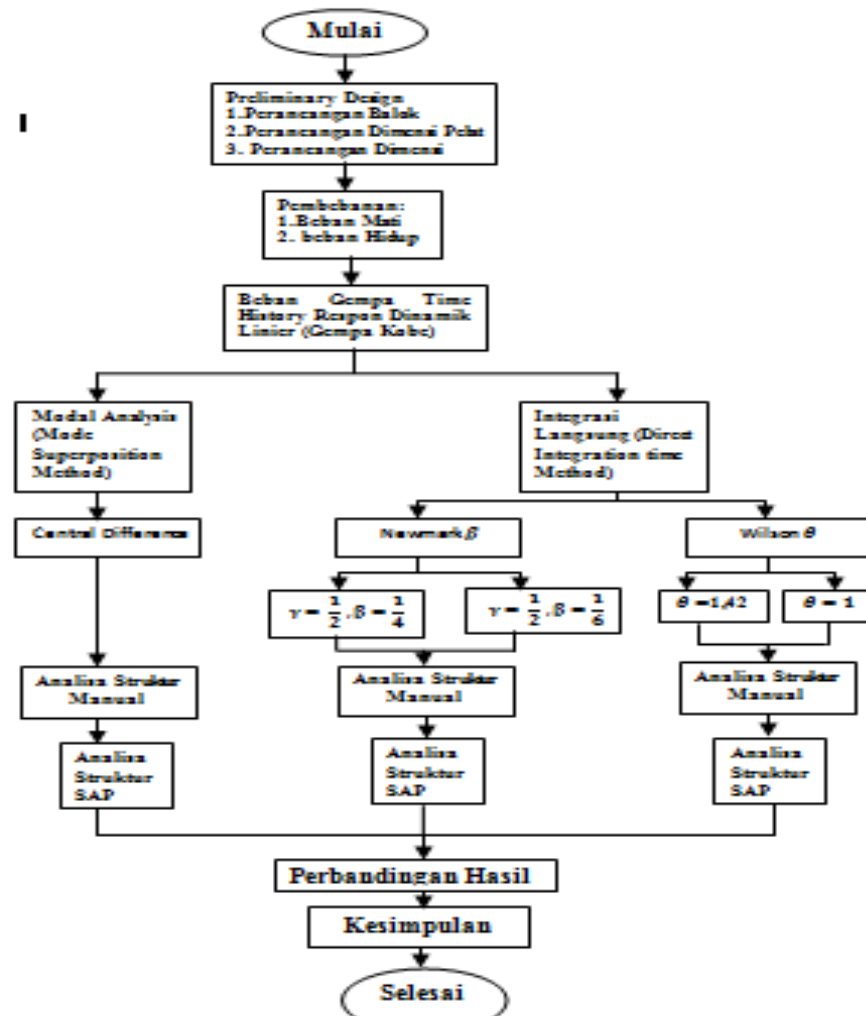 Mulai
Preliminary Design
1.Perancangan Balok
2.Perancangan Dimensi Pelat
3. Perancangan Dimensi
Pembebanan:
1.Beban Mati
2. beban Hidup
Beban Gempa Time
History Respon Dinamik
Linier (Gempa Kobe)
Modal Analysis
(Mode
Superposition
Method)
Integrasi
Langsung (Direct
Integration time
Method)
Central Difference
Newmark β
Wilson θ
γ = 1/2 , β = 1/4
γ = 1/2 , β = 1/6
θ =1,42
θ = 1
Analisa Struktur
Manual
Analisa Struktur
Manual
Analisa Struktur
Manual
Analisa
Struktur
SAP
Analisa
Struktur
SAP
Analisa
Struktur
SAP
Perbandingan Hasil
Kesimpulan
Selesai